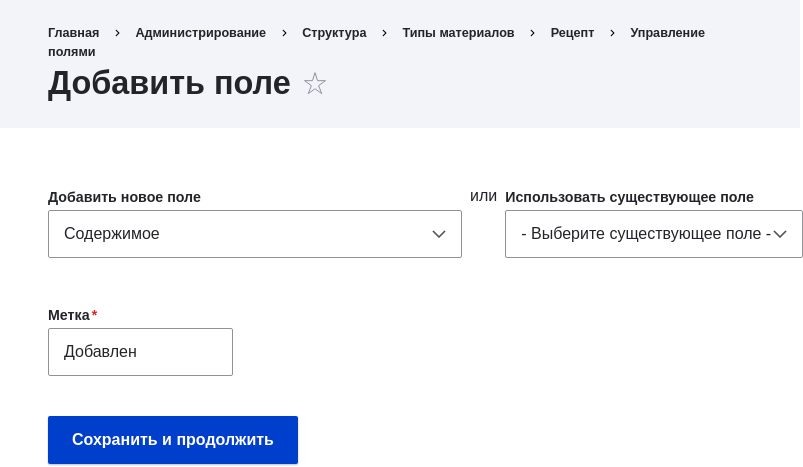 Главная › Администрирование › Структура › Типы материалов › Рецепт › Управление
полями
Добавить поле
Добавить новое поле или Использовать существующее поле
Содержимое - Выберите существующее поле -
Метка*
Добавлен
Сохранить и продолжить